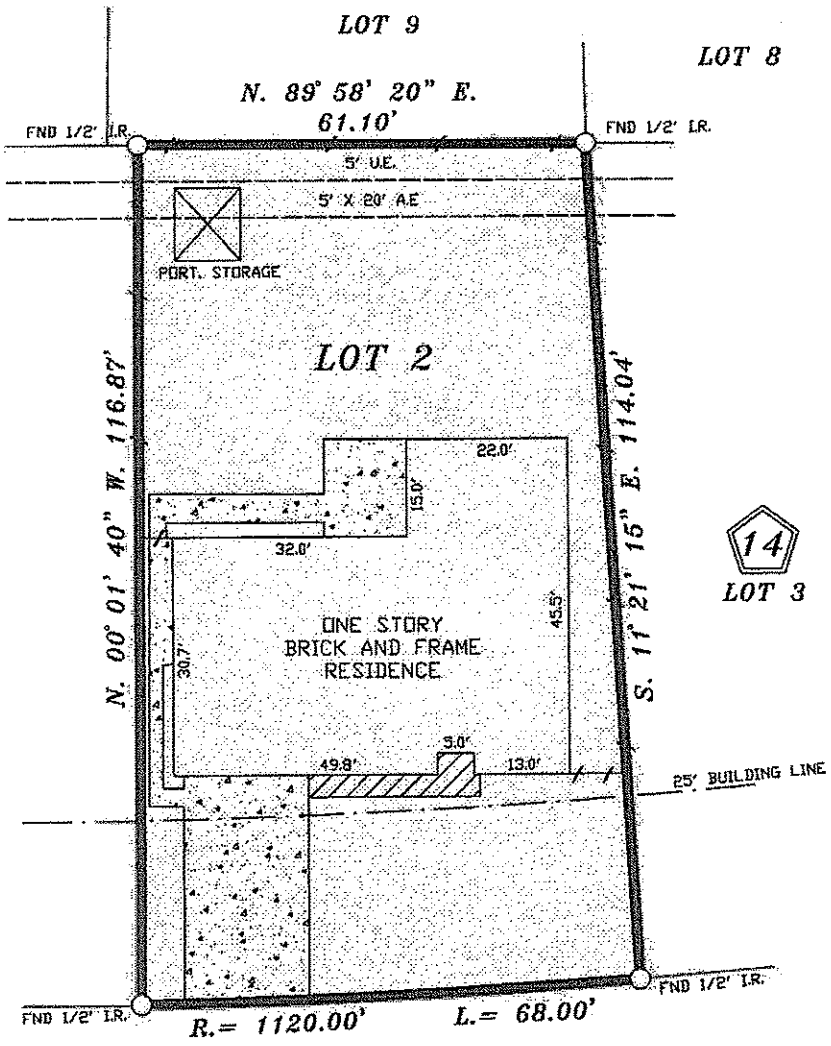 LOT 9
LOT 8
N. 89° 58' 20" E.
61.10'
FND 1/2' I.R.
FND 1/2' I.R.
5' U.E.
5' X 20' A.E
PORT. STORAGE
LOT 2
N. 00° 01' 40" W. 116.87'
S. 11° 21' 15" E. 114.04'
22.0'
15.0'
32.0'
14
LOT 3
45.5'
ONE STORY
BRICK AND FRAME
RESIDENCE
30.7'
5.0'
49.8'
13.0'
25' BUILDING LINE
FND 1/2' I.R.
FND 1/2' I.R.
R.= 1120.00' L.= 68.00'